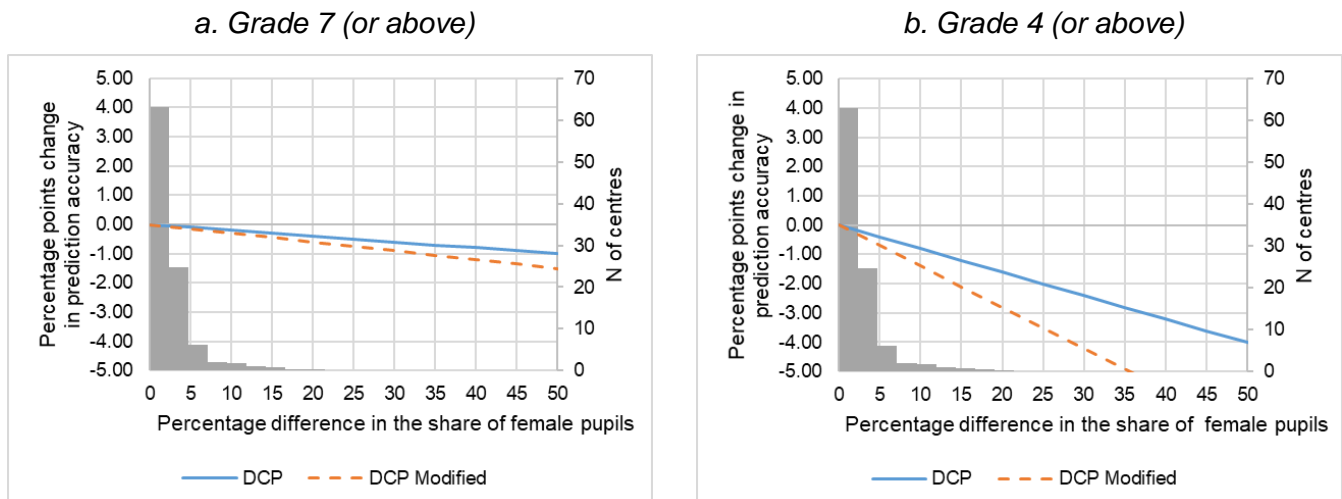 a. Grade 7 (or above)
Percentage points change
in prediction accuracy
5.00
4.00
3.00
2.00
1.00
0.00
-1.00
-2.00
-3.00
-4.00
-5.00
70
60
50
40
30
20
10
0
N of centres
0 5 10 15 20 25 30 35 40 45 50
Percentage difference in the share of female pupils
DCP DCP Modified
b. Grade 4 (or above)
Percentage points change in
prediction accuracy
5.00
4.00
3.00
2.00
1.00
0.00
-1.00
-2.00
-3.00
-4.00
-5.00
70
60
50
40
30
20
10
0
N of centres
0 5 10 15 20 25 30 35 40 45 50
Percentage difference in the share of female pupils
DCP DCP Modified